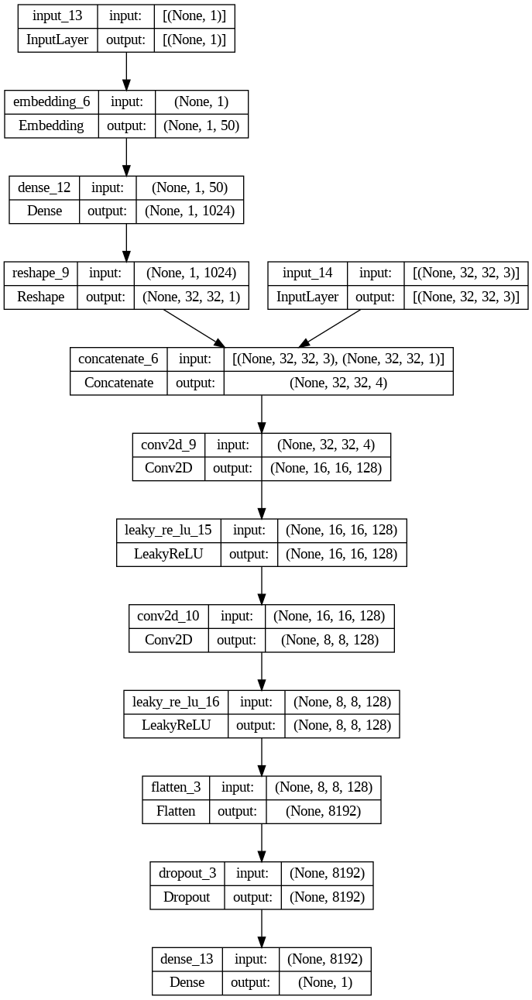 input_13 input: [(None, 1)]
InputLayer output: [(None, 1)]
embedding_6 input: (None, 1)
Embedding output: (None, 1, 50)
dense_12 input: (None, 1, 50)
Dense output: (None, 1, 1024)
reshape_9 input: (None, 1, 1024)
Reshape output: (None, 32, 32, 1)
input_14 input: [(None, 32, 32, 3)]
InputLayer output: [(None, 32, 32, 3)]
concatenate_6 input: [(None, 32, 32, 3), (None, 32, 32, 1)]
Concatenate output: (None, 32, 32, 4)
conv2d_9 input: (None, 32, 32, 4)
Conv2D output: (None, 16, 16, 128)
leaky_re_lu_15 input: (None, 16, 16, 128)
LeakyReLU output: (None, 16, 16, 128)
conv2d_10 input: (None, 16, 16, 128)
Conv2D output: (None, 8, 8, 128)
leaky_re_lu_16 input: (None, 8, 8, 128)
LeakyReLU output: (None, 8, 8, 128)
flatten_3 input: (None, 8, 8, 128)
Flatten output: (None, 8192)
dropout_3 input: (None, 8192)
Dropout output: (None, 8192)
dense_13 input: (None, 8192)
Dense output: (None, 1)